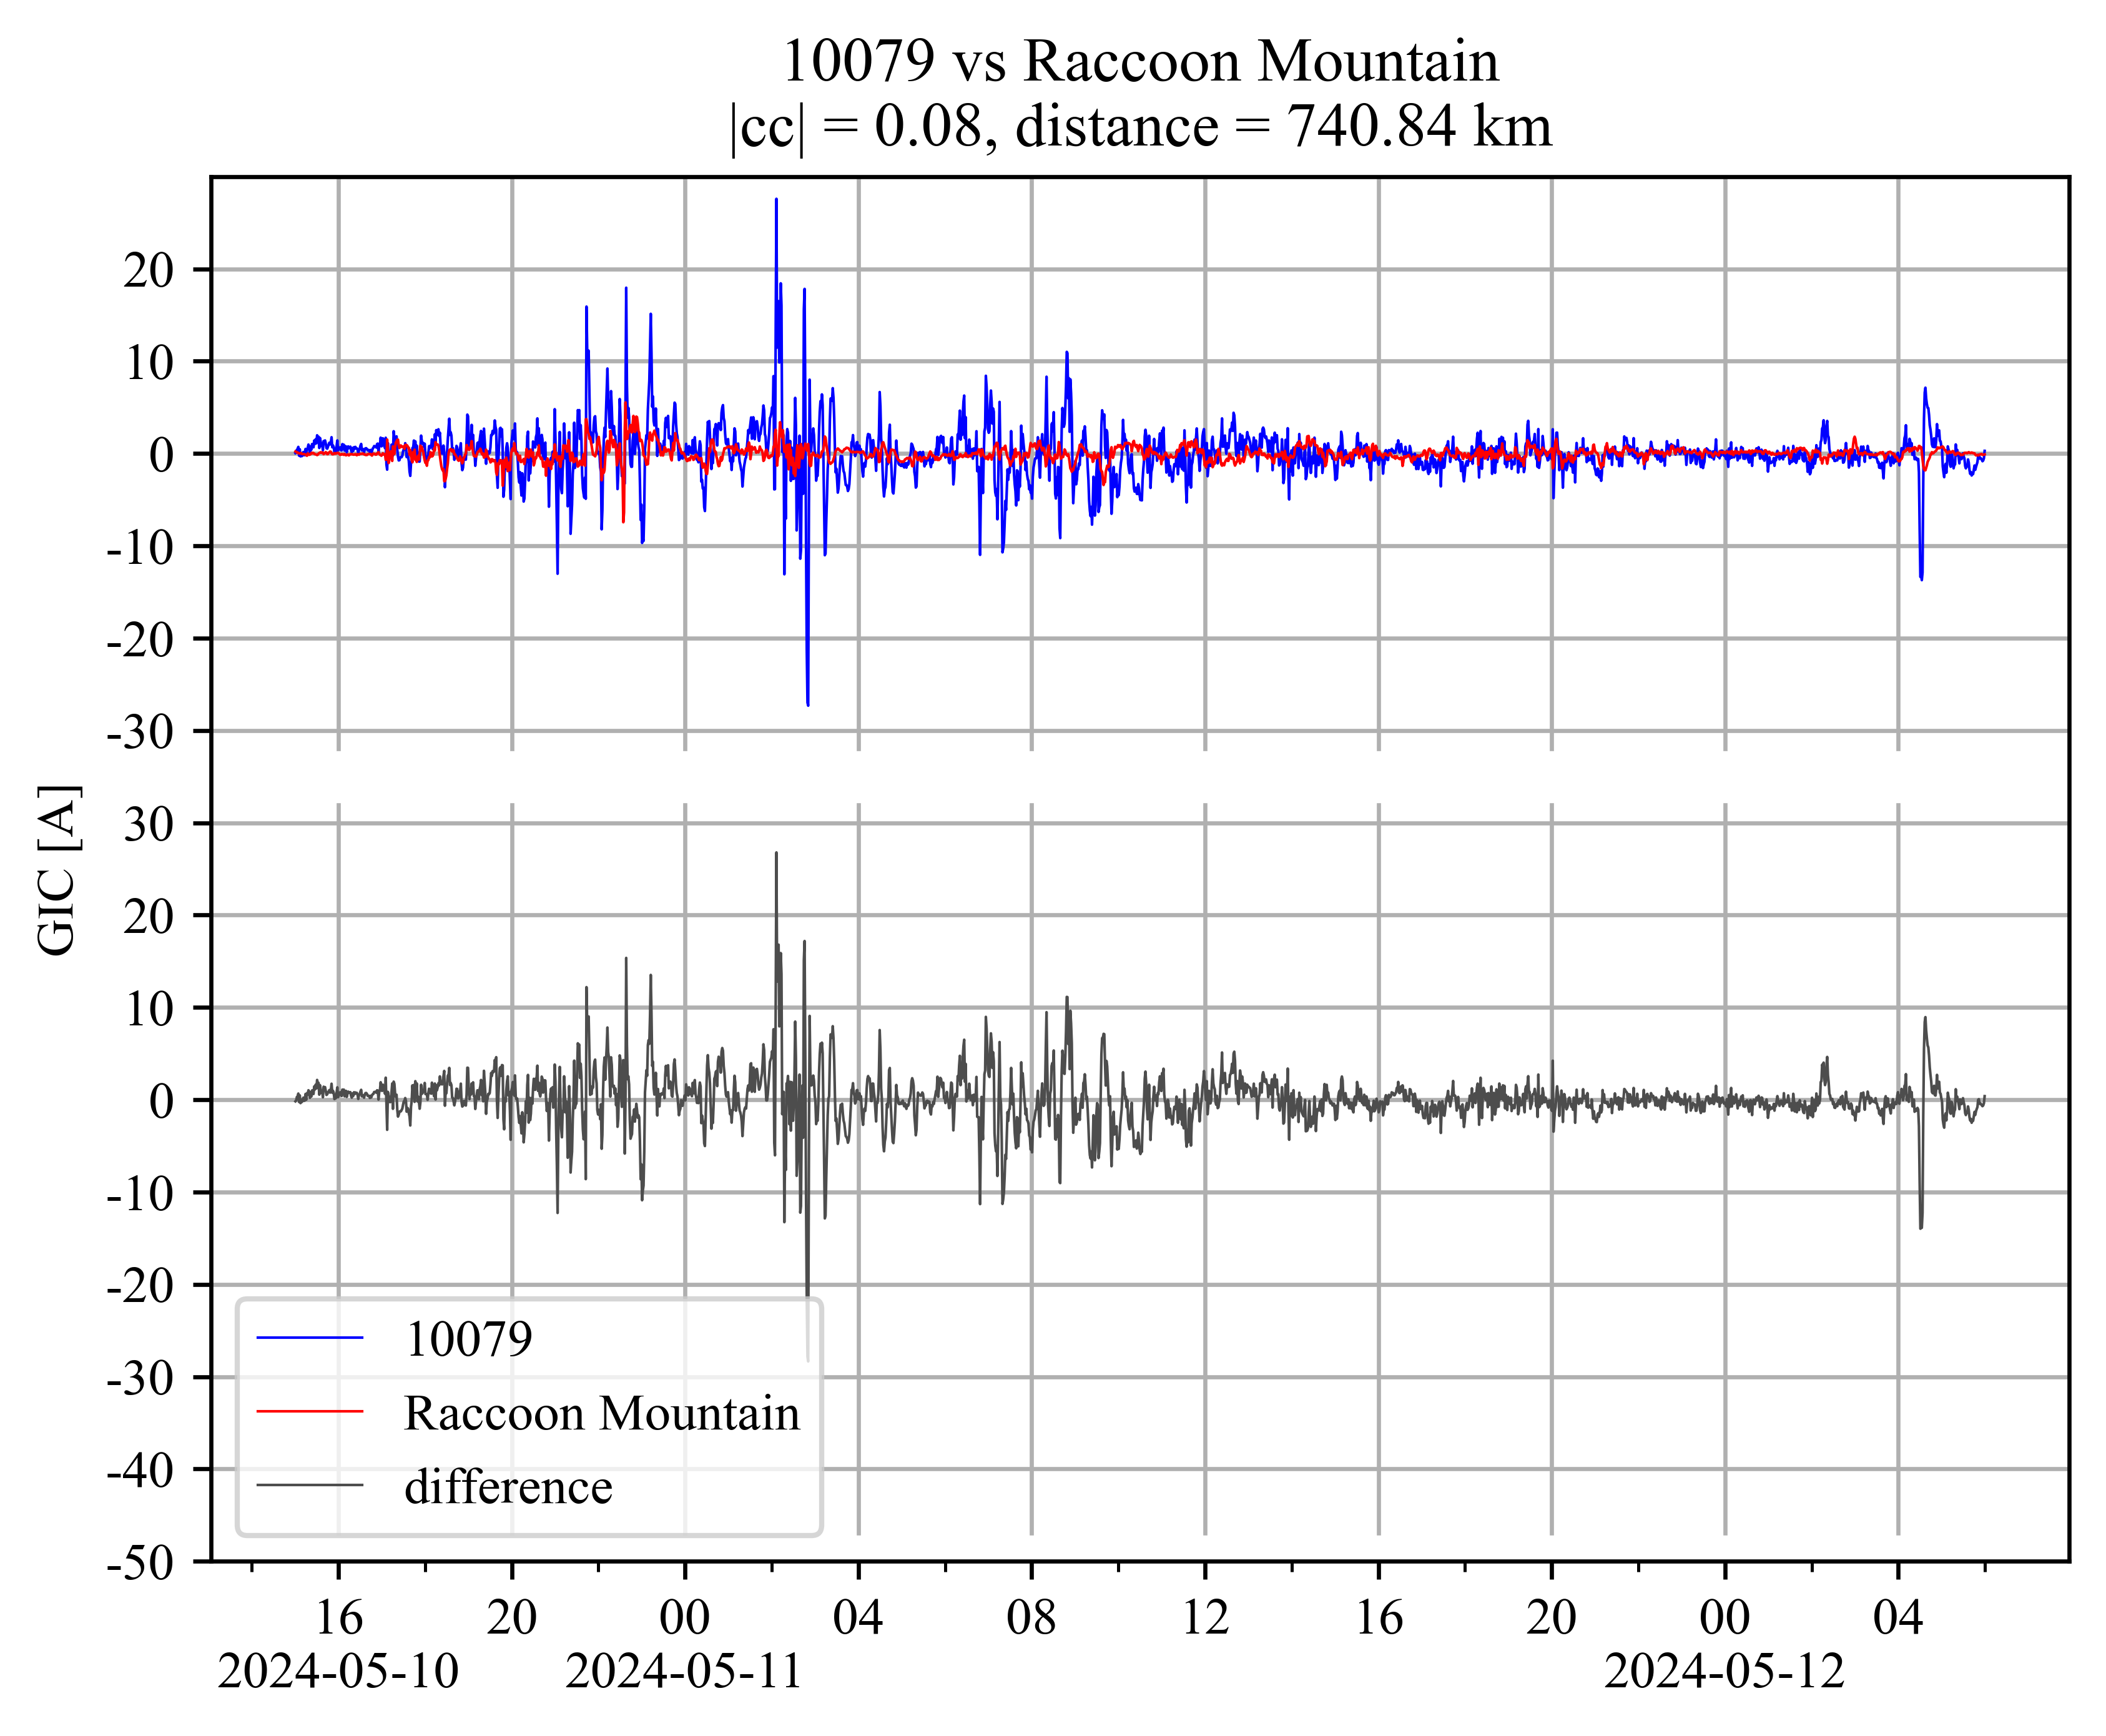 10079 vs Raccoon Mountain
|cc| = 0.08, distance = 740.84 km
20
10
0
-10
-20
-30
30
20
10
0
-10
-20
-30
-40
-50
GIC [A]
10079
Raccoon Mountain
difference
16 20 00 04 08 12 16 20 00 04
2024-05-10 2024-05-11 2024-05-12